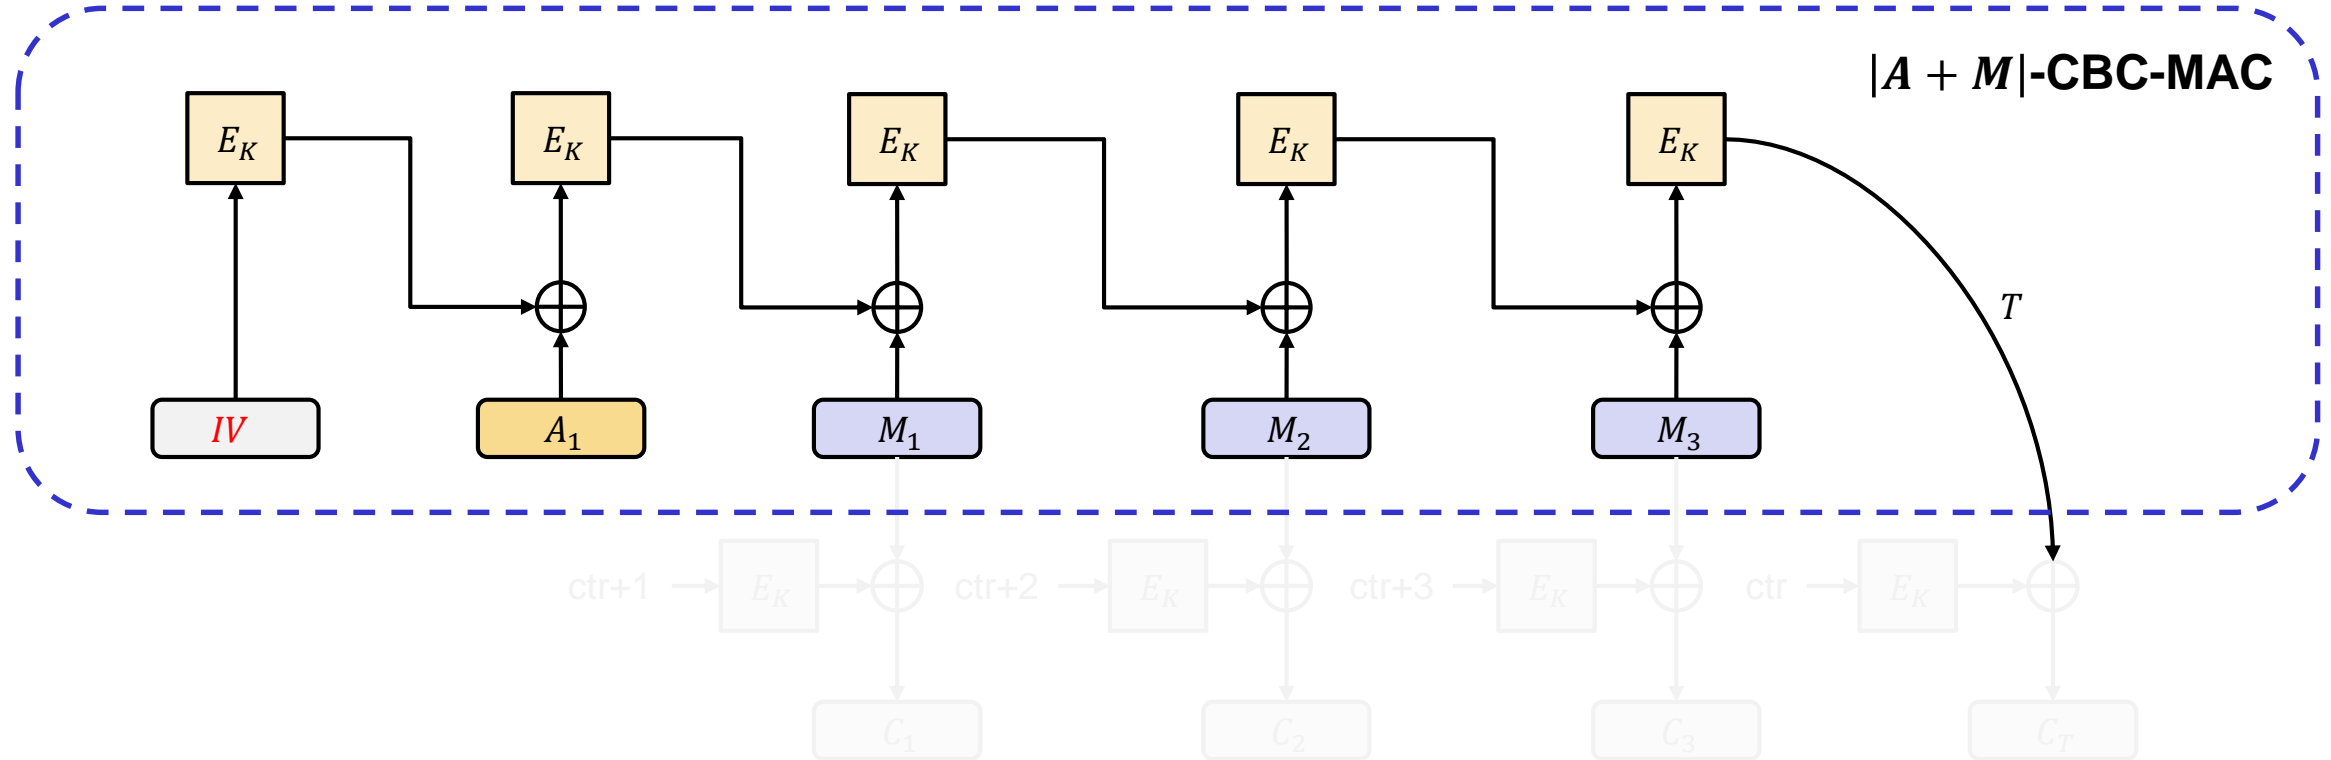 |A + M|-CBC-MAC
E_K E_K E_K E_K E_K
T
IV A_1 M_1 M_2 M_3
ctr+1 E_K ctr+2 E_K ctr+3 E_K ctr E_K
C_1 C_2 C_3 C_T